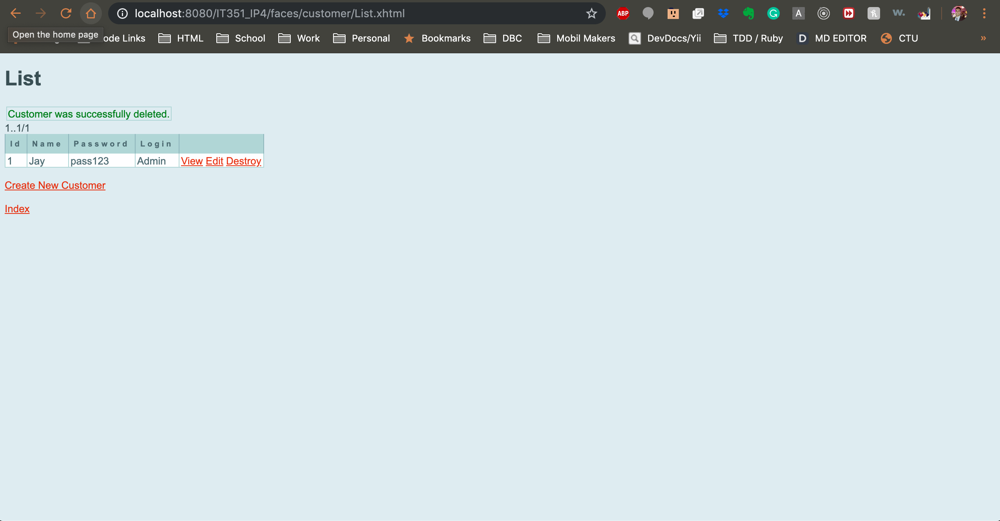 localhost:8080/IT351_IP4/faces/customer/List.xhtml
ABP
G
A
h
w.
Open the home page
ode Links
HTML
School
Work
Personal
Bookmarks
DBC
Mobil Makers
DevDocs/Yii
TDD / Ruby
D
MD EDITOR
CTU
»
List
Customer was successfully deleted.
1..1/1
Id Name Password Login
1 Jay pass123 Admin View Edit Destroy
Create New Customer
Index